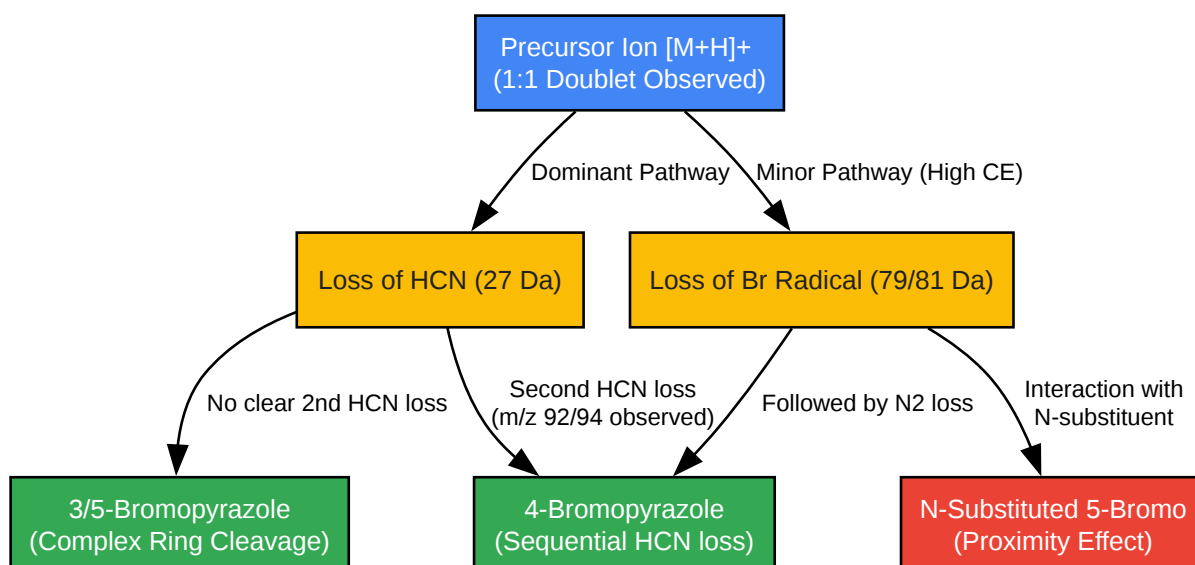 Precursor Ion [M+H]+
(1:1 Doublet Observed)
Dominant Pathway
Minor Pathway (High CE)
Loss of HCN (27 Da)
Loss of Br Radical (79/81 Da)
No clear 2nd HCN loss
Second HCN loss
(m/z 92/94 observed)
Followed by N2 loss
Interaction with
N-substituent
3/5-Bromopyrazole
(Complex Ring Cleavage)
4-Bromopyrazole
(Sequential HCN loss)
N-Substituted 5-Bromo
(Proximity Effect)